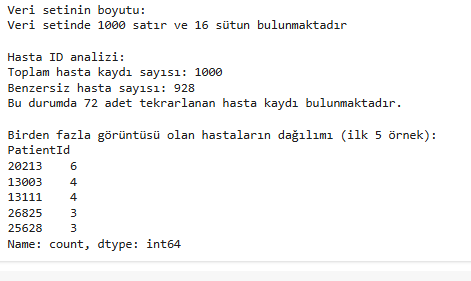 Veri setinin boyutu:
Veri setinde 1000 satır ve 16 sütun bulunmaktadır
Hasta ID analizi:
Toplam hasta kaydı sayısı: 1000
Benzersiz hasta sayısı: 928
Bu durumda 72 adet tekrarlanan hasta kaydı bulunmaktadır.
Birden fazla görüntüsü olan hastaların dağılımı (ilk 5 örnek):
PatientId
20213    6
13003    4
13111    4
26825    3
25628    3
Name: count, dtype: int64